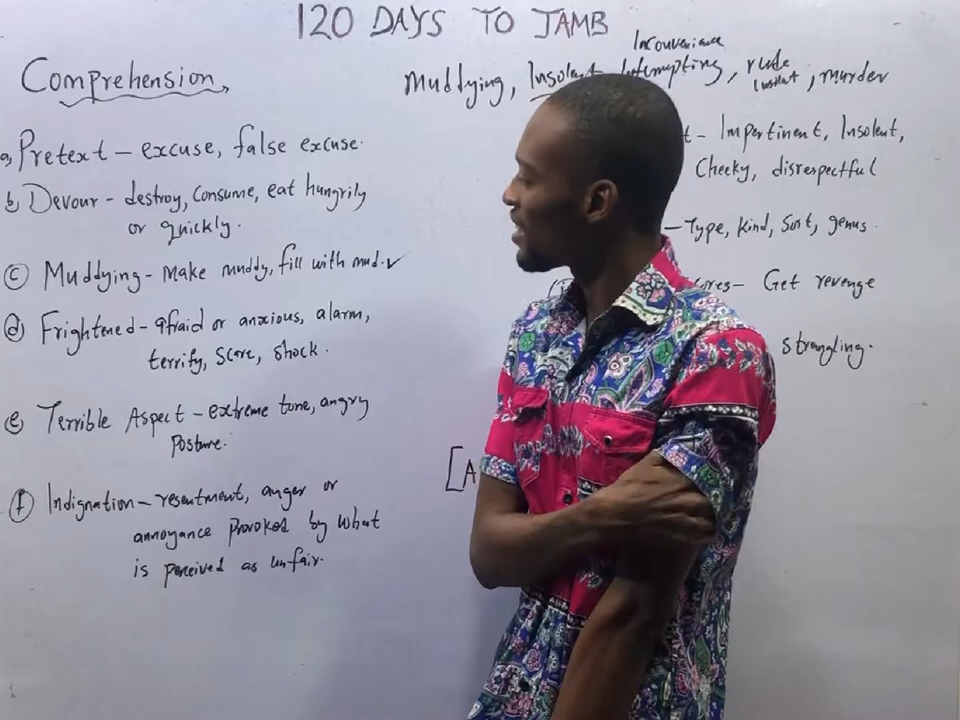 120 DAYS TO JAMB
Comprehension
a, Pretext – excuse, false excuse.
b) Devour – destroy, consume, eat hungrily
or quickly.
c) Muddying – make muddy, fill with mud. ✓
d) Frightened – afraid or anxious, alarm,
terrify, scare, shock.
e) Terrible Aspect – extreme tone, angry
posture.
f) Indignation – resentment, anger or
annoyance provoked by what
is perceived as unfair.
Inconvenience
Muddying, Insolent, rude, murder
Insolent
t – Impertinent, Insolent,
Cheeky, disrespectful
– Type, kind, sort, genus.
ores – Get revenge
strangling.
[A